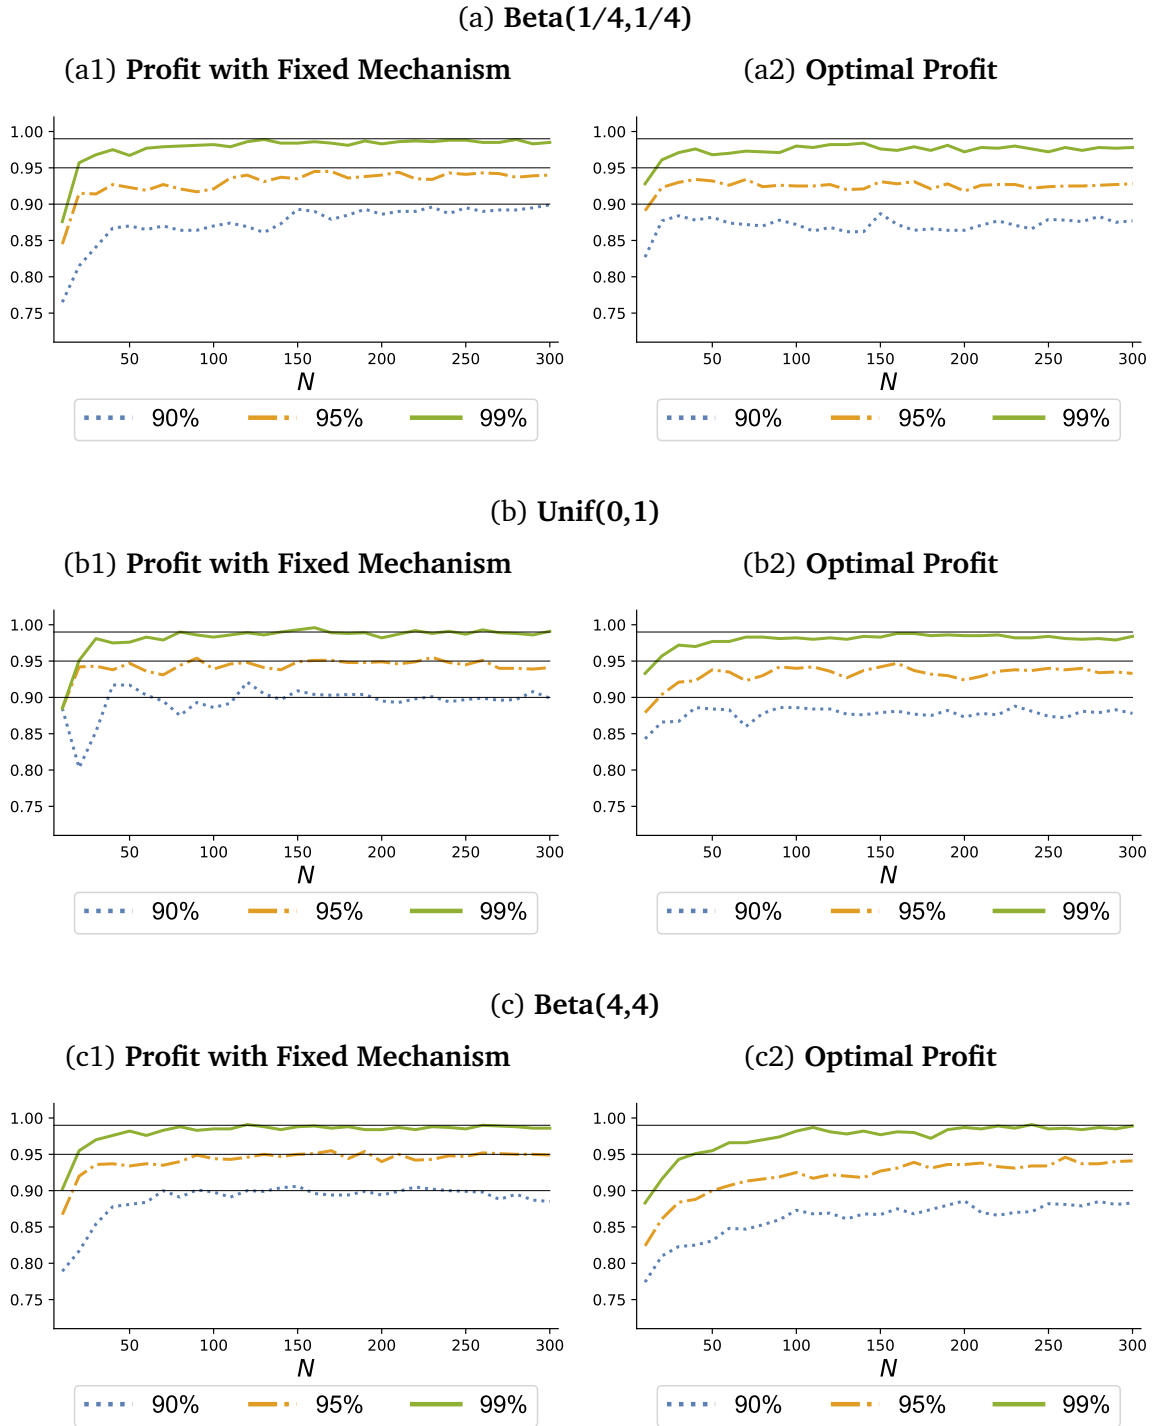 (a) Beta(1/4,1/4)
(a1) Profit with Fixed Mechanism
1.00
0.95
0.90
0.85
0.80
0.75
50 100 150 200 250 300
N
90% 95% 99%
(a2) Optimal Profit
1.00
0.95
0.90
0.85
0.80
0.75
50 100 150 200 250 300
N
90% 95% 99%
(b) Unif(0,1)
(b1) Profit with Fixed Mechanism
1.00
0.95
0.90
0.85
0.80
0.75
50 100 150 200 250 300
N
90% 95% 99%
(b2) Optimal Profit
1.00
0.95
0.90
0.85
0.80
0.75
50 100 150 200 250 300
N
90% 95% 99%
(c) Beta(4,4)
(c1) Profit with Fixed Mechanism
1.00
0.95
0.90
0.85
0.80
0.75
50 100 150 200 250 300
N
90% 95% 99%
(c2) Optimal Profit
1.00
0.95
0.90
0.85
0.80
0.75
50 100 150 200 250 300
N
90% 95% 99%